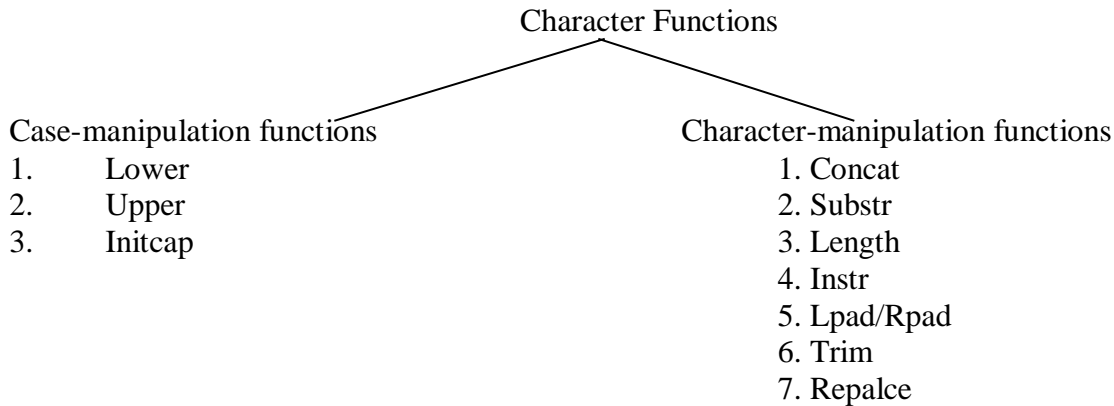 Character Functions
Case-manipulation functions
1. Lower
2. Upper
3. Initcap
Character-manipulation functions
1. Concat
2. Substr
3. Length
4. Instr
5. Lpad/Rpad
6. Trim
7. Repalce